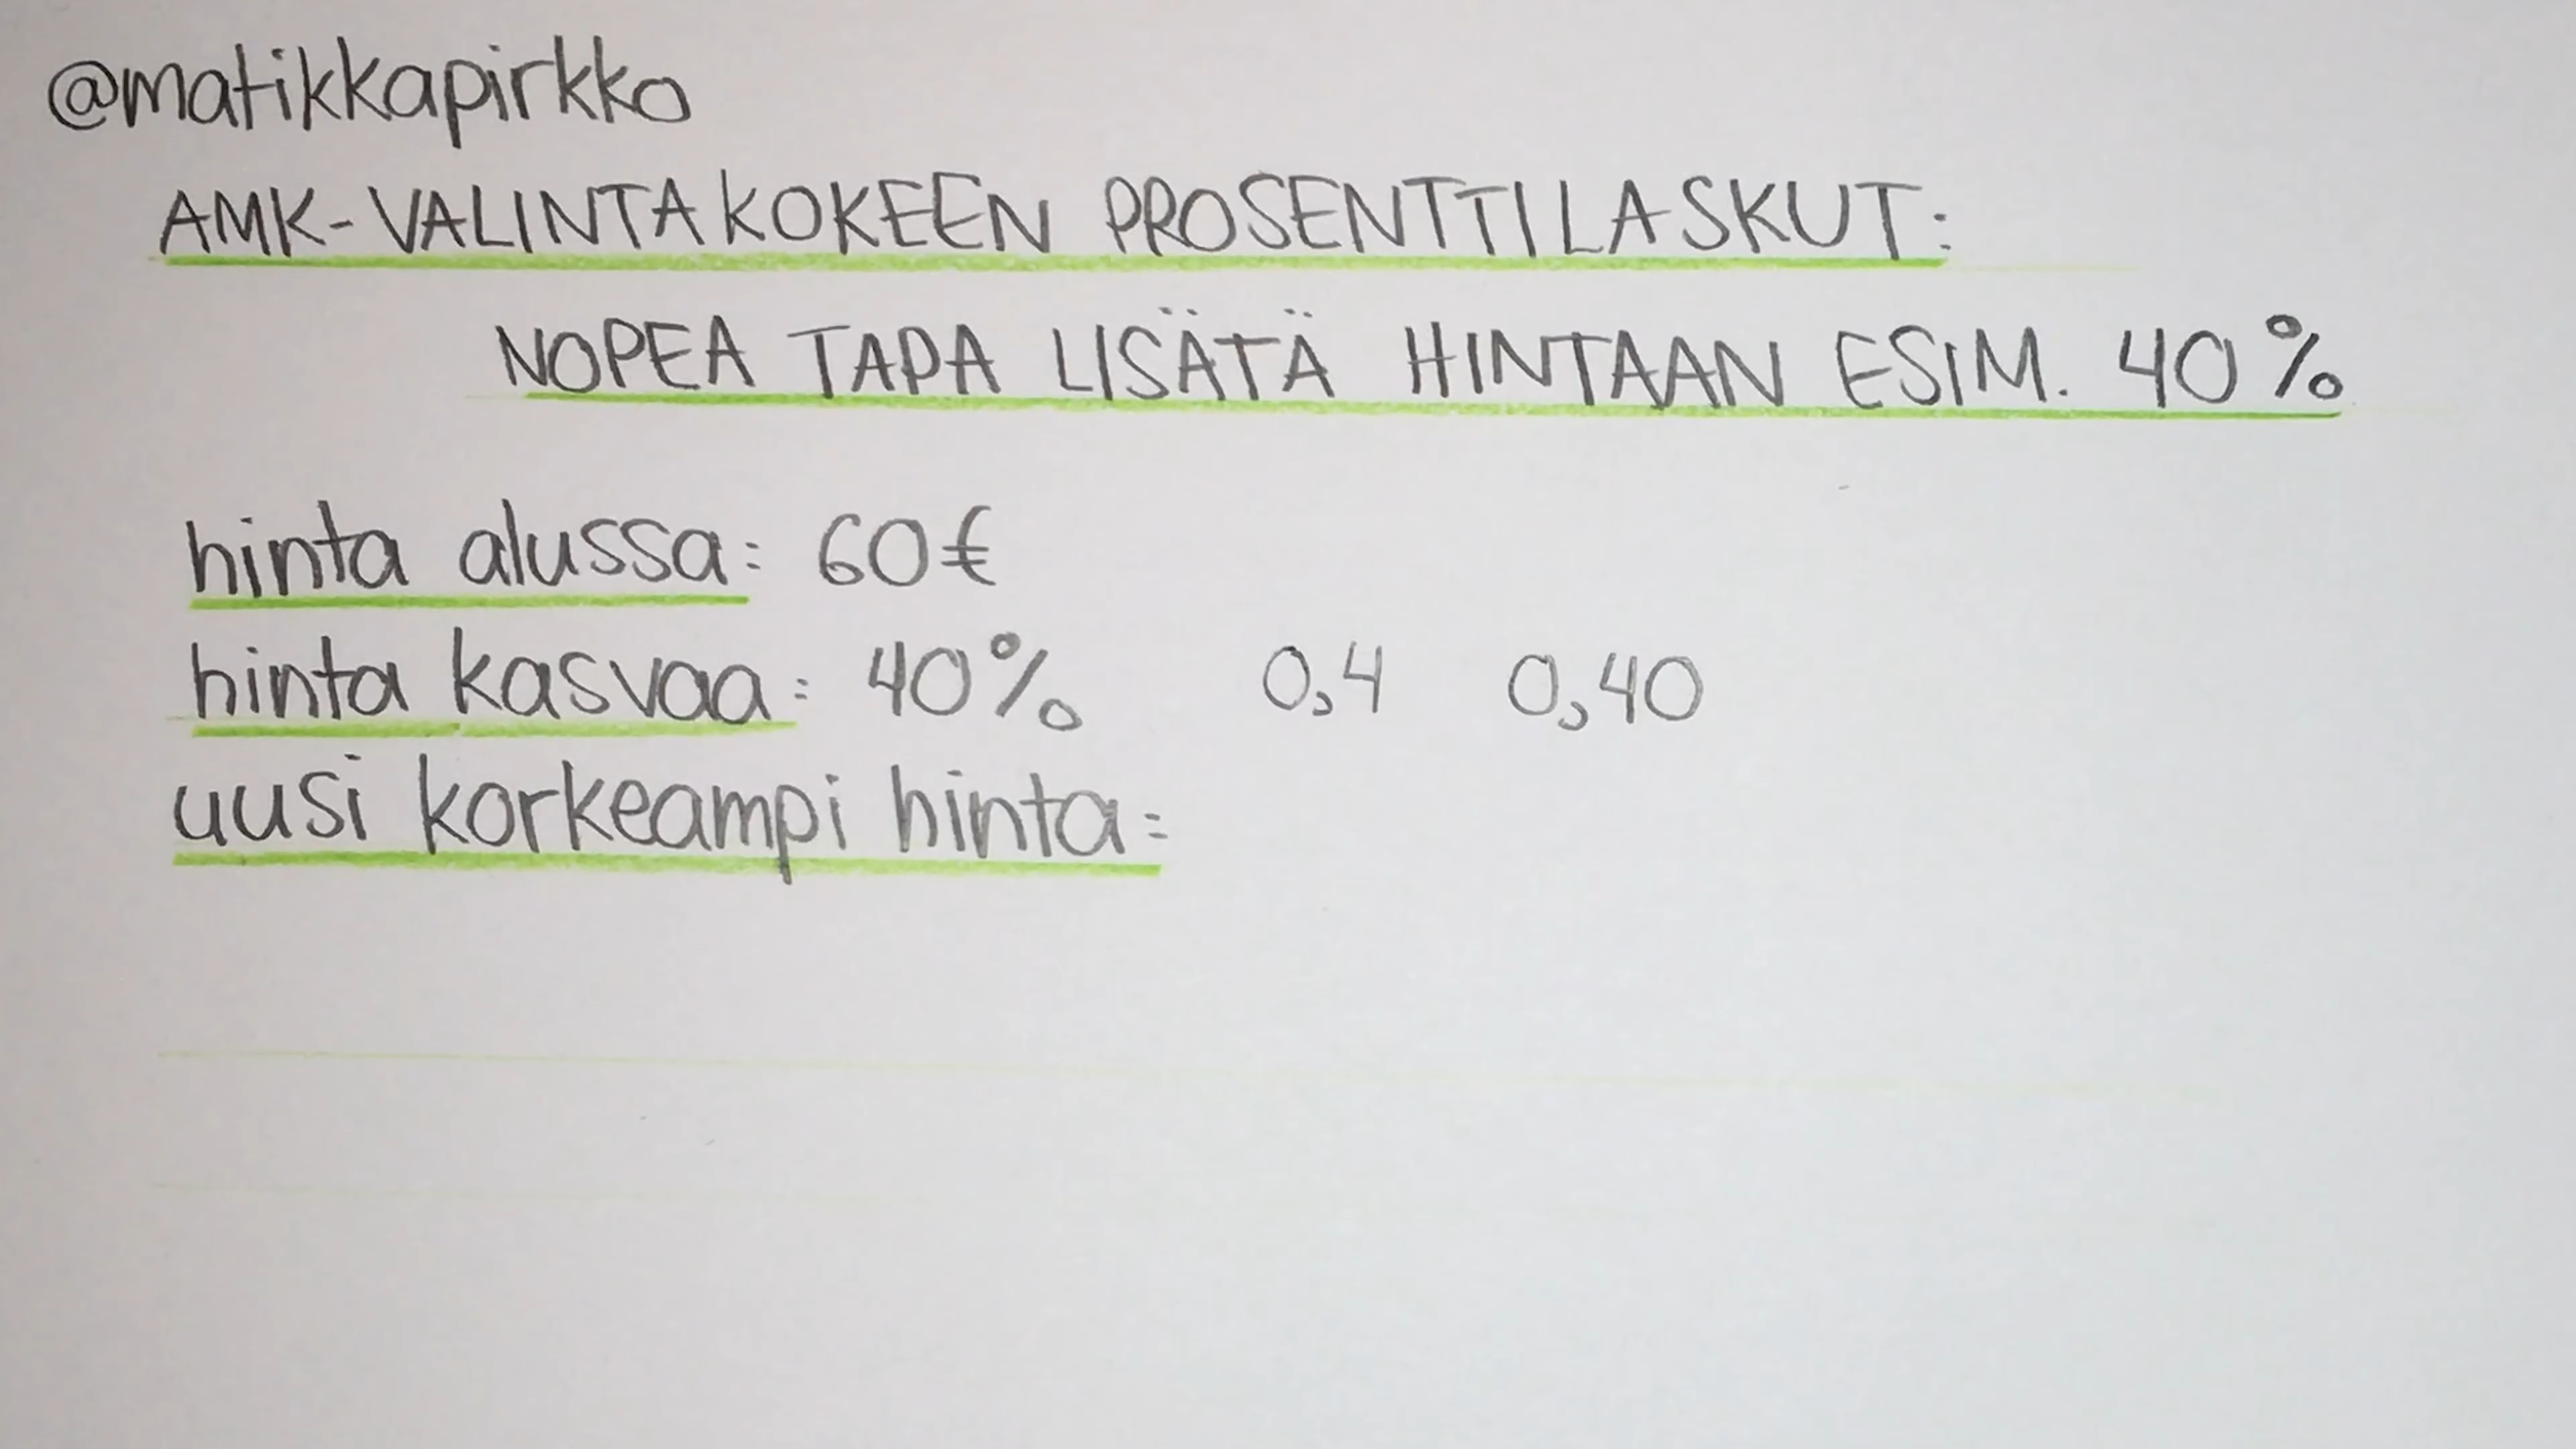 @matikkapirkko
AMK-VALINTAKOKEEN PROSENTTILASKUT:
NOPEA TAPA LISÄTÄ HINTAAN ESIM. 40%
hinta alussa: 60€
hinta kasvaa: 40% 0,4 0,40
uusi korkeampi hinta: